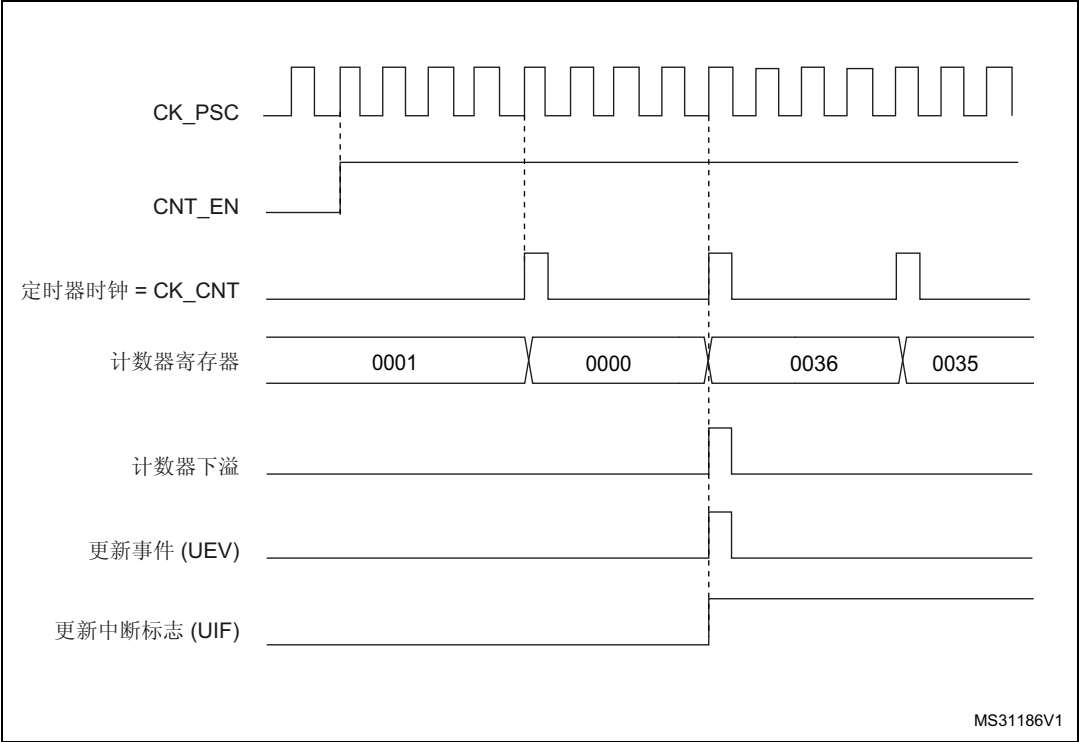 CK_PSC
CNT_EN
定时器时钟 = CK_CNT
计数器寄存器 0001 0000 0036 0035
计数器下溢
更新事件 (UEV)
更新中断标志 (UIF)
MS31186V1